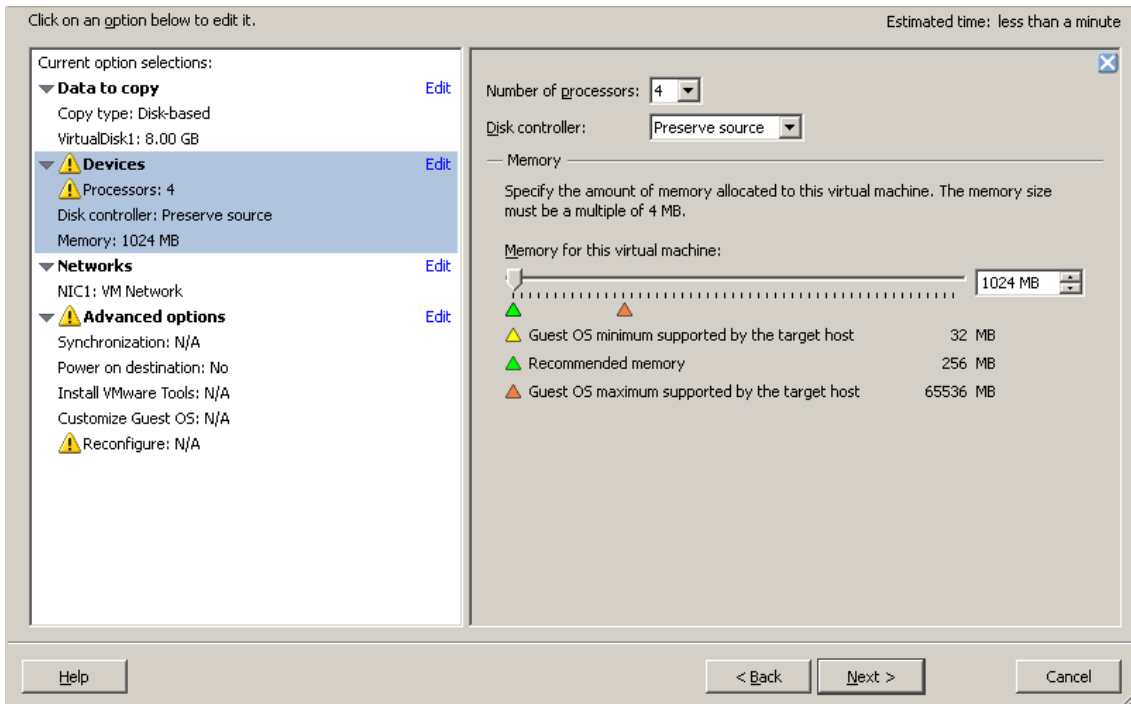 Click on an option below to edit it.
Estimated time: less than a minute
Current option selections:
Data to copy Edit
Copy type: Disk-based
VirtualDisk1: 8.00 GB
Devices Edit
Processors: 4
Disk controller: Preserve source
Memory: 1024 MB
Networks Edit
NIC1: VM Network
Advanced options Edit
Synchronization: N/A
Power on destination: No
Install VMware Tools: N/A
Customize Guest OS: N/A
Reconfigure: N/A
Number of processors: 4
Disk controller: Preserve source
Memory
Specify the amount of memory allocated to this virtual machine. The memory size
must be a multiple of 4 MB.
Memory for this virtual machine:
1024 MB
Guest OS minimum supported by the target host 32 MB
Recommended memory 256 MB
Guest OS maximum supported by the target host 65536 MB
Help
< Back
Next >
Cancel